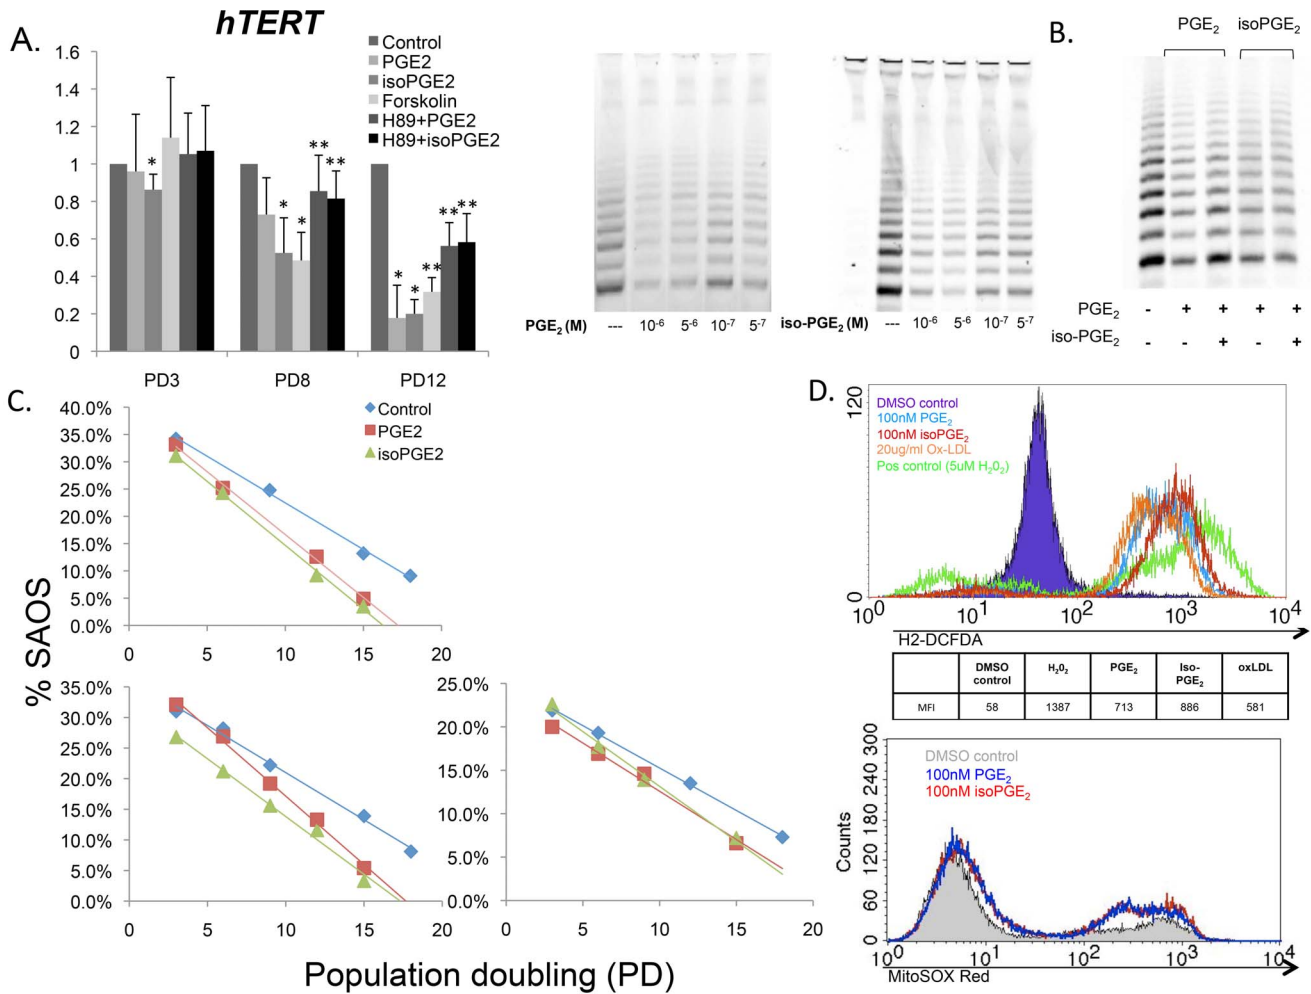 A.
hTERT
Control
PGE2
isoPGE2
Forskolin
H89+PGE2
H89+isoPGE2
1.6
1.4
1.2
1
0.8
0.6
0.4
0.2
0
*
*
*
**
**
*
*
**
**
**
PD3 PD8 PD12
PGE2 (M) --- 10-6 5-6 10-7 5-7
iso-PGE2 (M) --- 10-6 5-6 10-7 5-7
B.
PGE2 isoPGE2
PGE2 - + + + +
iso-PGE2 - + - +
C.
% SAOS
Control
PGE2
isoPGE2
40.0%
35.0%
30.0%
25.0%
20.0%
15.0%
10.0%
5.0%
0.0%
0 5 10 15 20
35.0%
30.0%
25.0%
20.0%
15.0%
10.0%
5.0%
0.0%
0 5 10 15 20
25.0%
20.0%
15.0%
10.0%
5.0%
0.0%
0 5 10 15 20
Population doubling (PD)
D.
120
0
DMSO control
100nM PGE2
100nM isoPGE2
20ug/ml Ox-LDL
Pos control (5uM H202)
100 101 102 103 104
H2-DCFDA
DMSO control H202 PGE2 Iso-PGE2 oxLDL
MFI 58 1387 713 886 581
DMSO control
100nM PGE2
100nM isoPGE2
Counts
300
240
180
120
60
0
100 101 102 103 104
MitoSOX Red